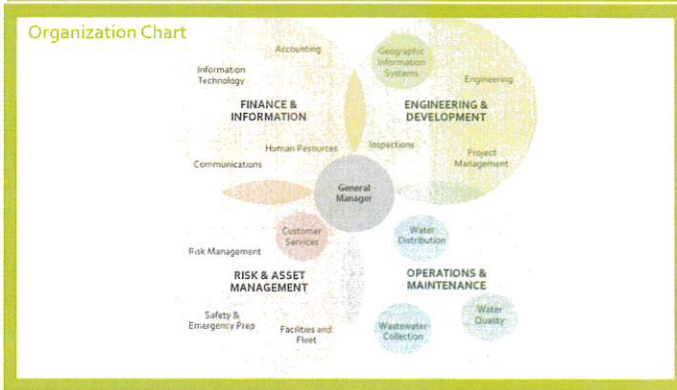 Organization Chart
Accounting
Information
Technology
FINANCE &
INFORMATION
Human Resources
Communications
Geographic
Information
Systems
Engineering
ENGINEERING &
DEVELOPMENT
Inspections
Project
Management
General
Manager
Customer
Services
Risk Management
RISK & ASSET
MANAGEMENT
Safety &
Emergency Prep
Facilities and
Fleet
Water
Distribution
OPERATIONS &
MAINTENANCE
Water
Quality
Wastewater
Collection